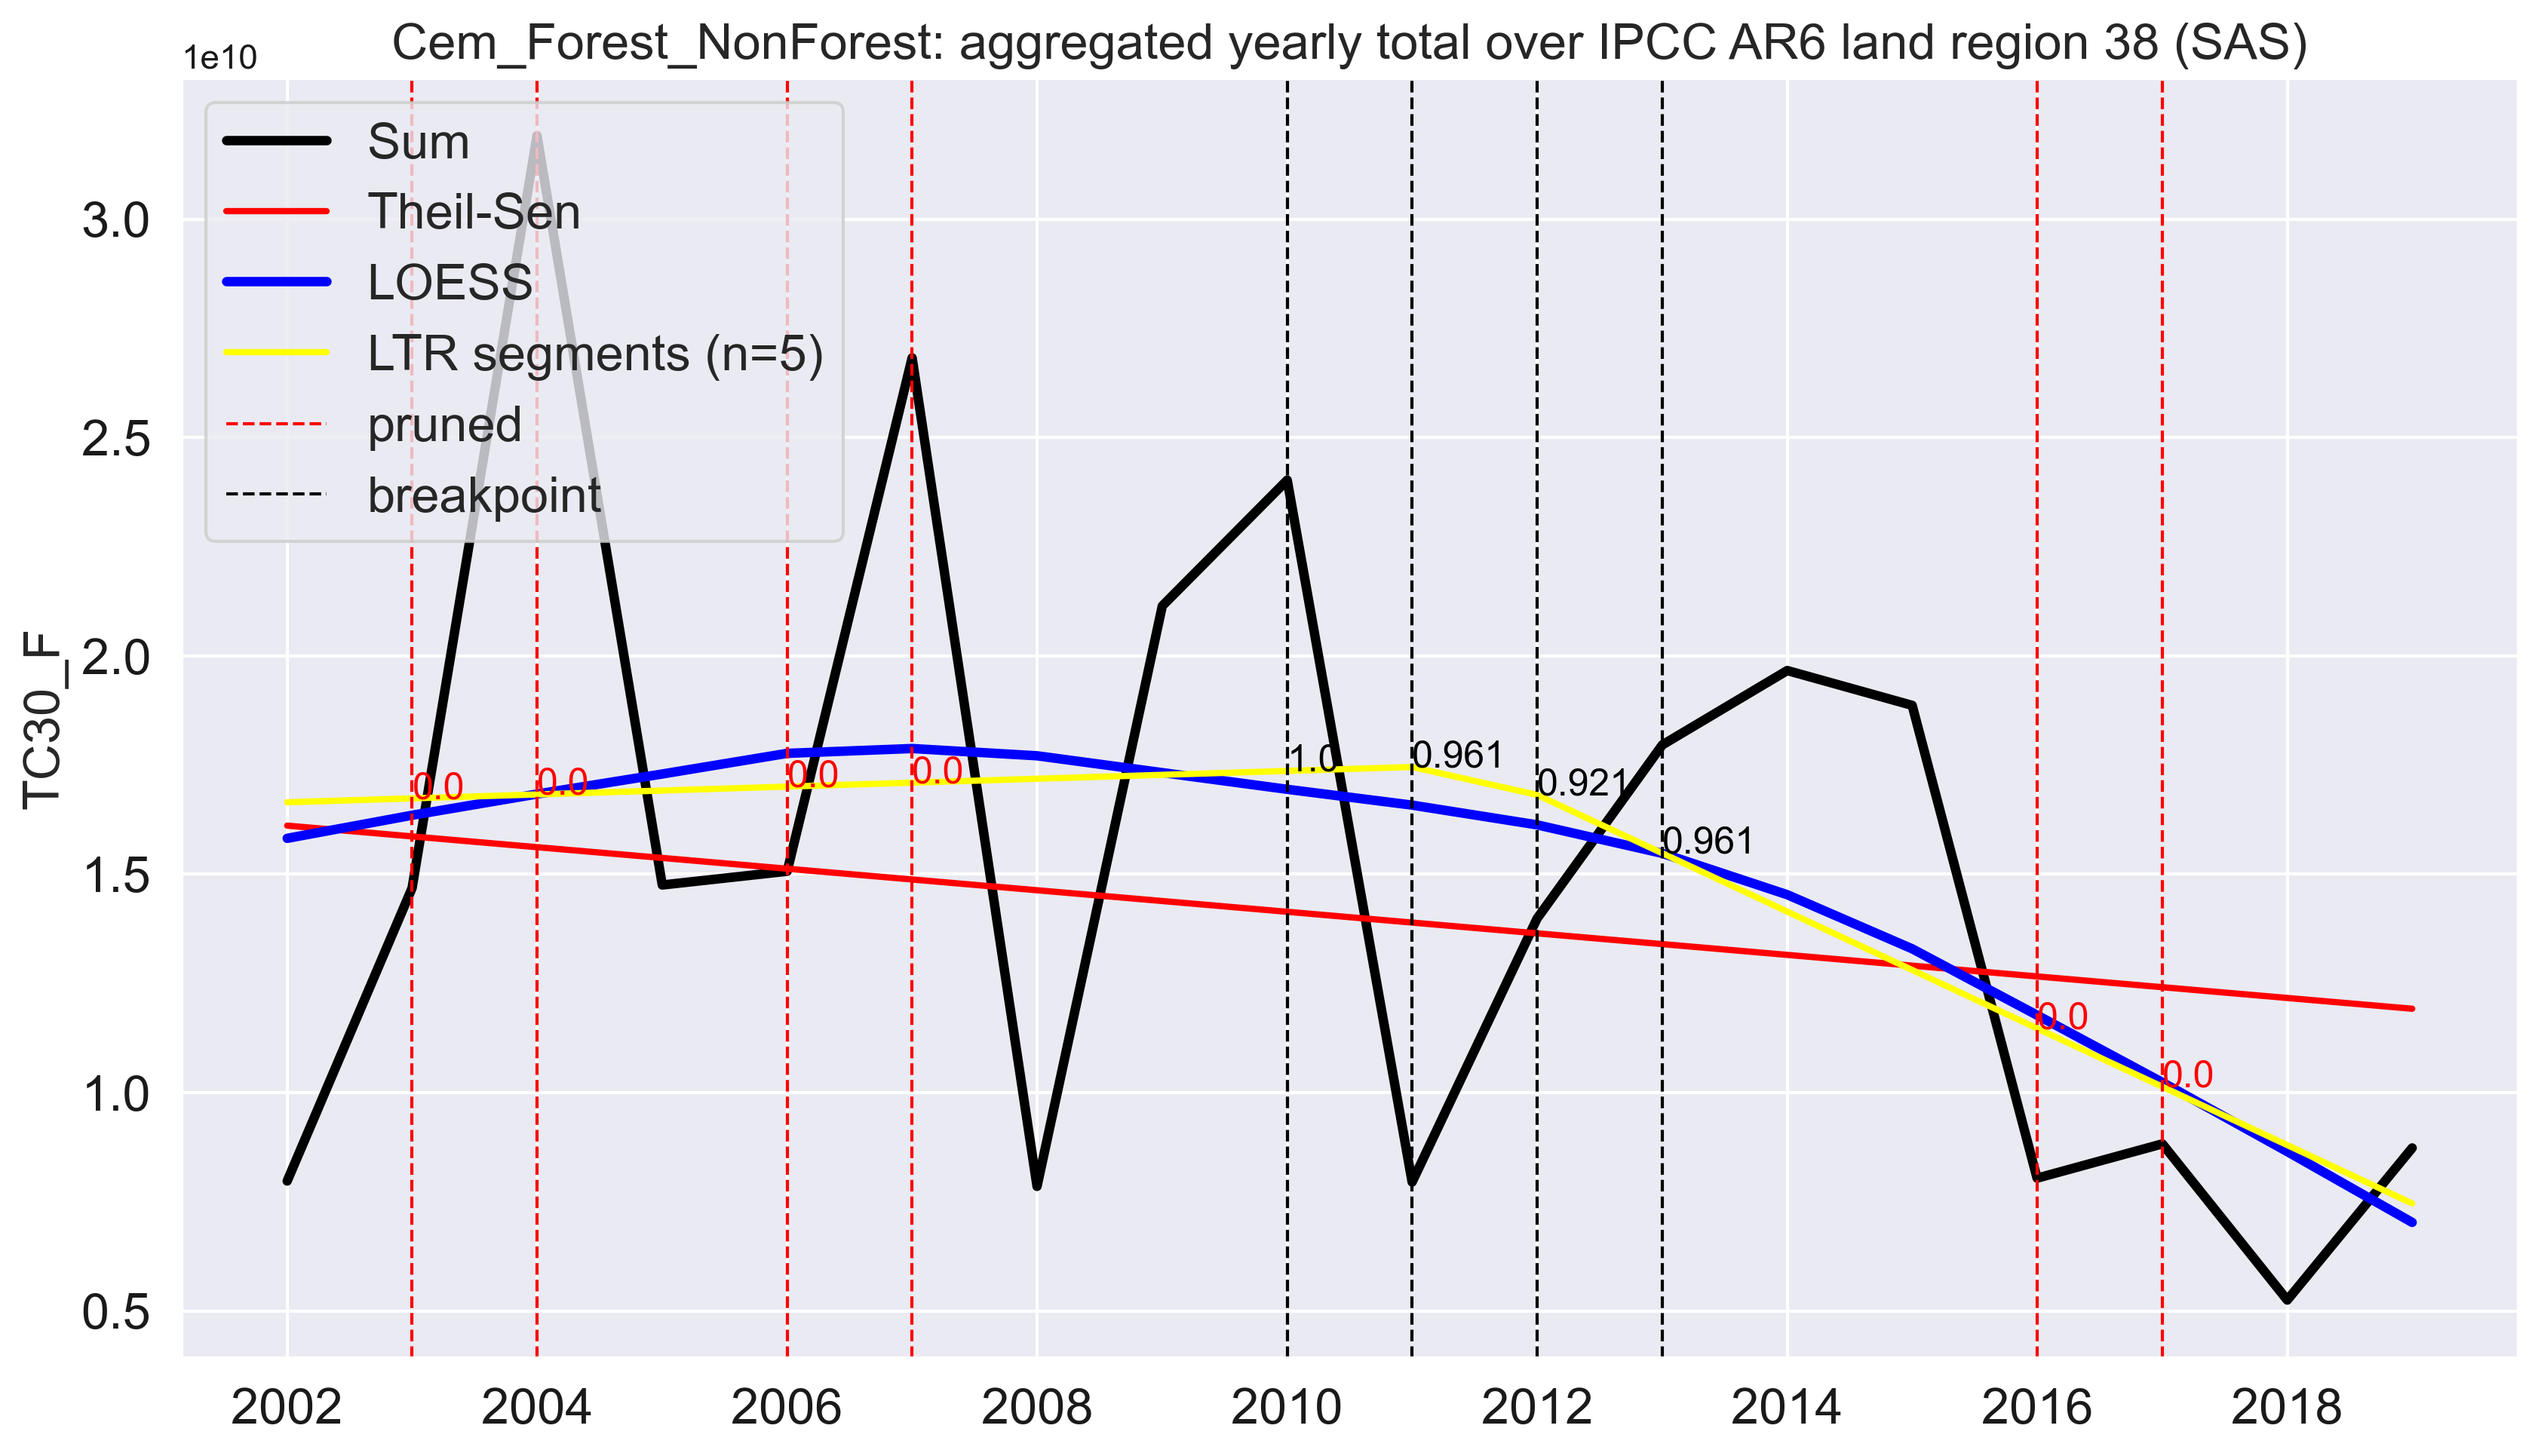 Cem_Forest_NonForest: aggregated yearly total over IPCC AR6 land region 38 (SAS)
1e10
Sum
Theil-Sen
LOESS
LTR segments (n=5)
pruned
breakpoint
TC30_F
3.0
2.5
2.0
1.5
1.0
0.5
0.0
0.0
0.0
0.0
1.0
0.961
0.921
0.961
0.0
0.0
2002
2004
2006
2008
2010
2012
2014
2016
2018